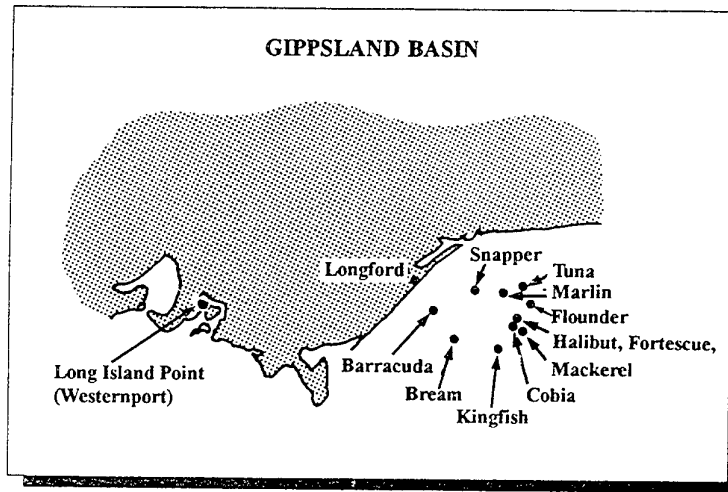 GIPPSLAND BASIN
Longford
Snapper
Tuna
Marlin
Flounder
Halibut, Fortescue,
Mackerel
Cobia
Kingfish
Bream
Barracuda
Long Island Point
(Westernport)